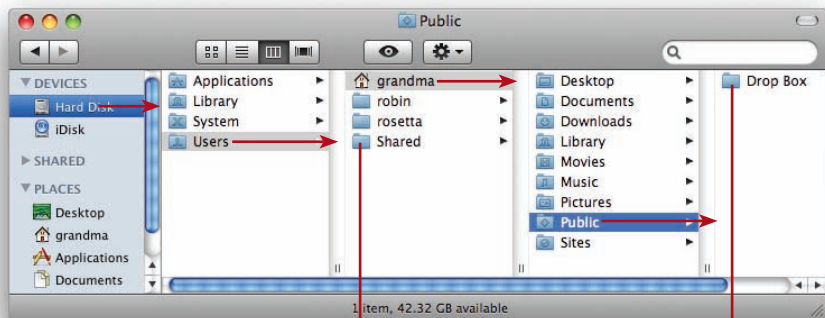 Public
DEVICES
Hard Disk
iDisk
SHARED
PLACES
Desktop
grandma
Applications
Documents
Applications
Library
System
Users
grandma
robin
rosetta
Shared
Desktop
Documents
Downloads
Library
Movies
Music
Pictures
Public
Sites
Drop Box
1 item, 42.32 GB available